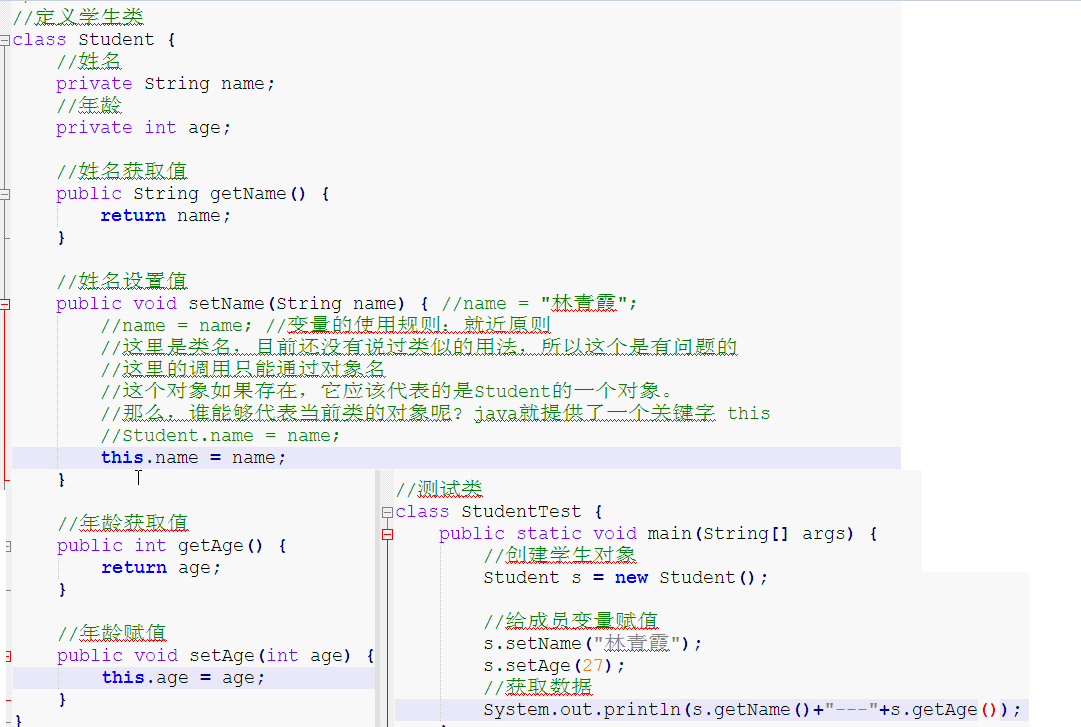 //定义学生类
class Student {
//姓名
private String name;
//年龄
private int age;
//姓名获取值
public String getName() {
return name;
}
//姓名设置值
public void setName(String name) { //name = "林青霞";
//name = name; //变量的使用规则：就近原则
//这里是类名，目前还没有说过类似的用法，所以这个是有问题的
//这里的调用只能通过对象名
//这个对象如果存在，它应该代表的是Student的一个对象。
//那么，谁能够代表当前类的对象呢? java就提供了一个关键字 this
//Student.name = name;
this.name = name;
}
//年龄获取值
public int getAge() {
return age;
}
//年龄赋值
public void setAge(int age) {
this.age = age;
}
}
//测试类
class StudentTest {
public static void main(String[] args) {
//创建学生对象
Student s = new Student();
//给成员变量赋值
s.setName("林青霞");
s.setAge(27);
//获取数据
System.out.println(s.getName()+"---"+s.getAge());